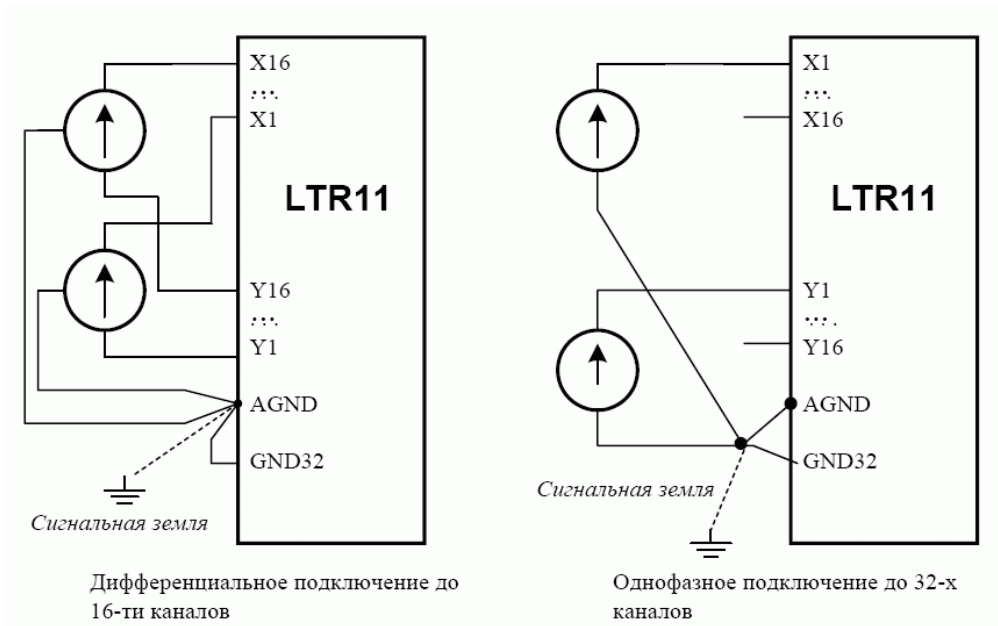 X16
...
X1
LTR11
Y16
...
Y1
AGND
GND32
Сигнальная земля
Дифференциальное подключение до
16-ти каналов
X1
...
X16
LTR11
Y1
...
Y16
AGND
GND32
Сигнальная земля
Однофазное подключение до 32-х
каналов